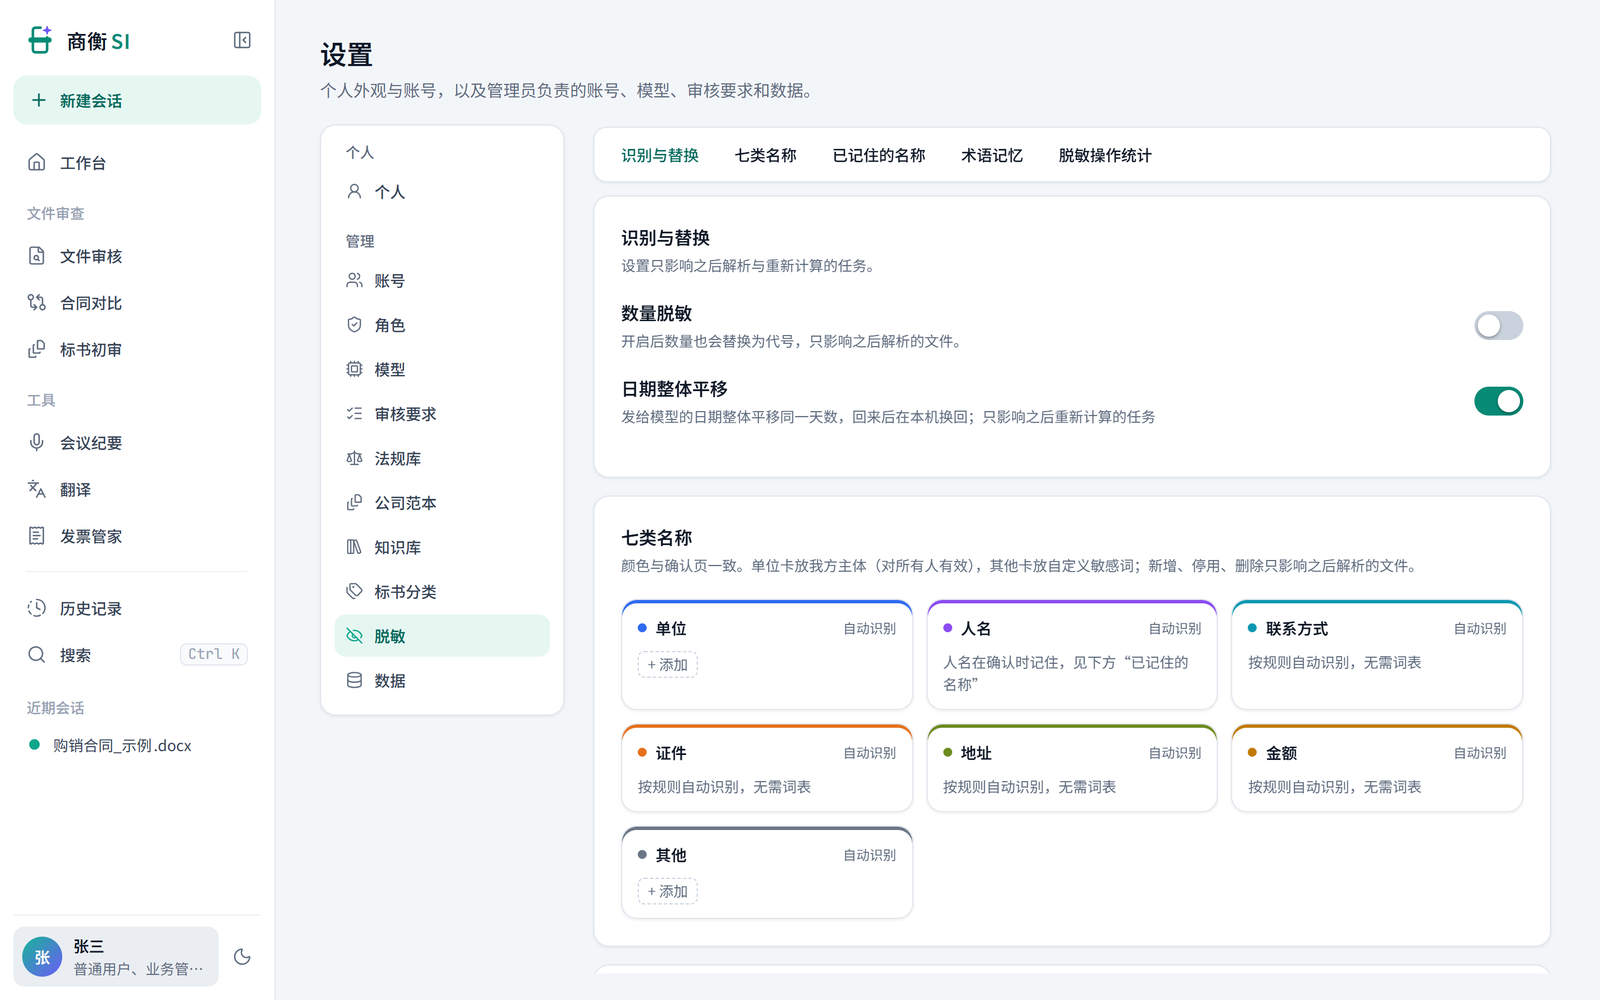 商衡 SI
新建会话
工作台
文件审查
文件审核
合同对比
标书初审
工具
会议纪要
翻译
发票管家
历史记录
搜索 Ctrl K
近期会话
购销合同_示例.docx
张 张三
普通用户、业务管…
设置
个人外观与账号，以及管理员负责的账号、模型、审核要求和数据。
个人
个人
管理
账号
角色
模型
审核要求
法规库
公司范本
知识库
标书分类
脱敏
数据
识别与替换 七类名称 已记住的名称 术语记忆 脱敏操作统计
识别与替换
设置只影响之后解析与重新计算的任务。
数量脱敏
开启后数量也会替换为代号，只影响之后解析的文件。
日期整体平移
发给模型的日期整体平移同一天数，回来后在本机换回；只影响之后重新计算的任务
七类名称
颜色与确认页一致。单位卡放我方主体（对所有人有效），其他卡放自定义敏感词；新增、停用、删除只影响之后解析的文件。
单位 自动识别
+ 添加
人名 自动识别
人名在确认时记住，见下方“已记住的
名称”
联系方式 自动识别
按规则自动识别，无需词表
证件 自动识别
按规则自动识别，无需词表
地址 自动识别
按规则自动识别，无需词表
金额 自动识别
按规则自动识别，无需词表
其他 自动识别
+ 添加